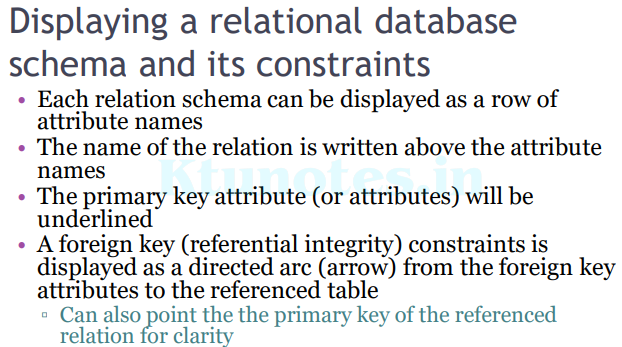 Displaying a relational database
schema and its constraints
• Each relation schema can be displayed as a row of
attribute names
• The name of the relation is written above the attribute
names
Ktunotes.in
• The primary key attribute (or attributes) will be
underlined
• A foreign key (referential integrity) constraints is
displayed as a directed arc (arrow) from the foreign key
attributes to the referenced table
▫ Can also point the the primary key of the referenced
relation for clarity